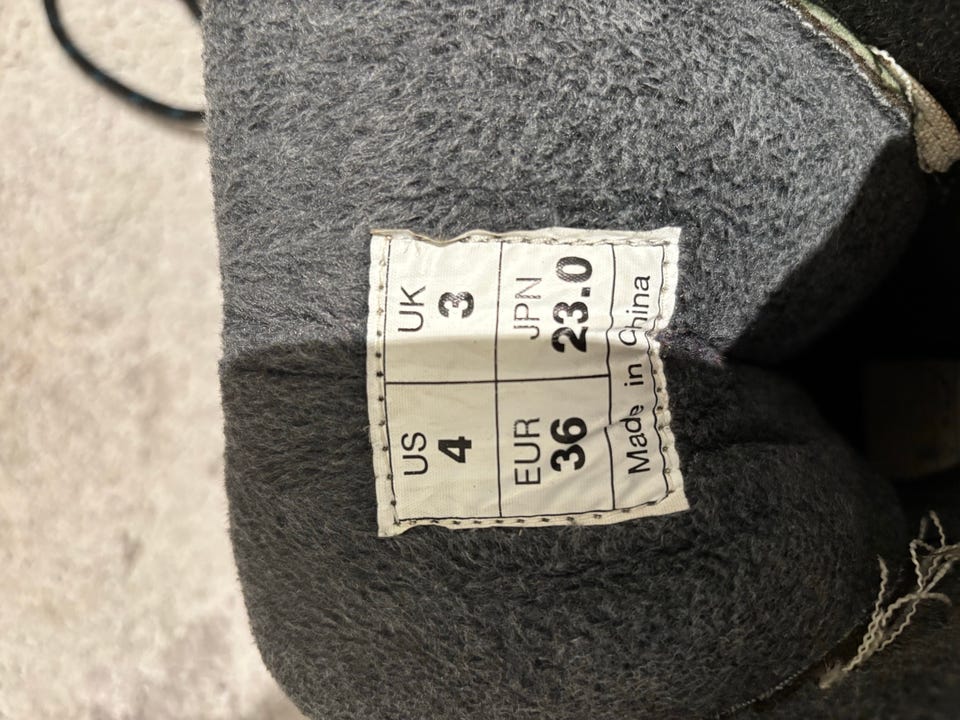 US UK
4 3
EUR JPN
36 23.0
Made in China